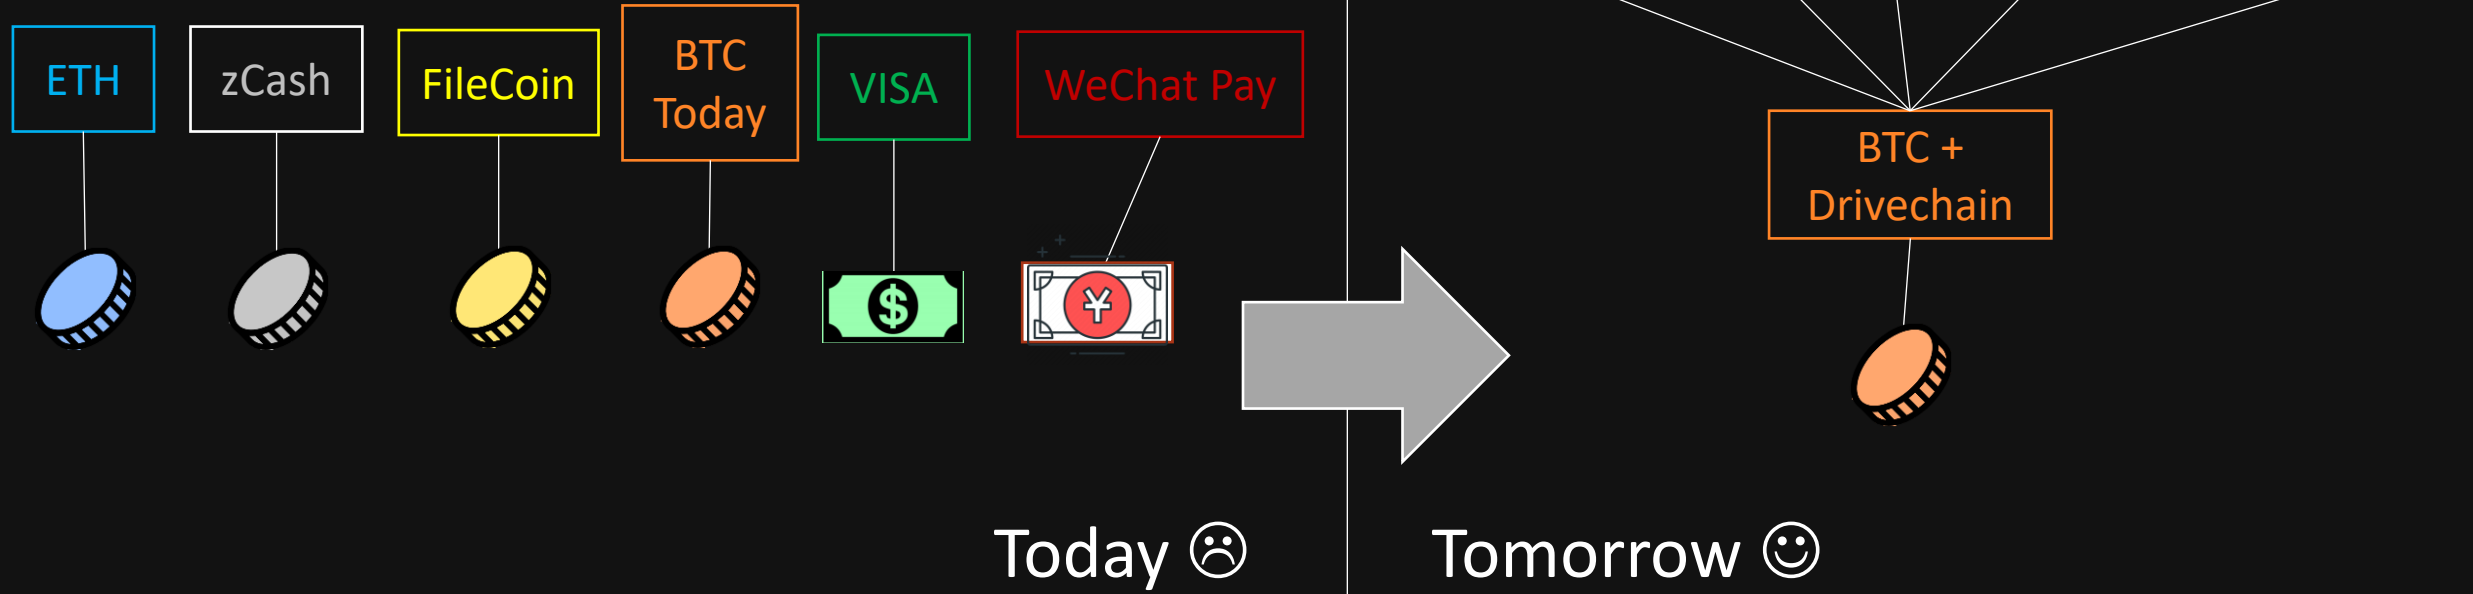 ETH
zCash
FileCoin
BTC
Today
VISA
WeChat Pay
$
¥
Today ☹
BTC +
Drivechain
Tomorrow ☺